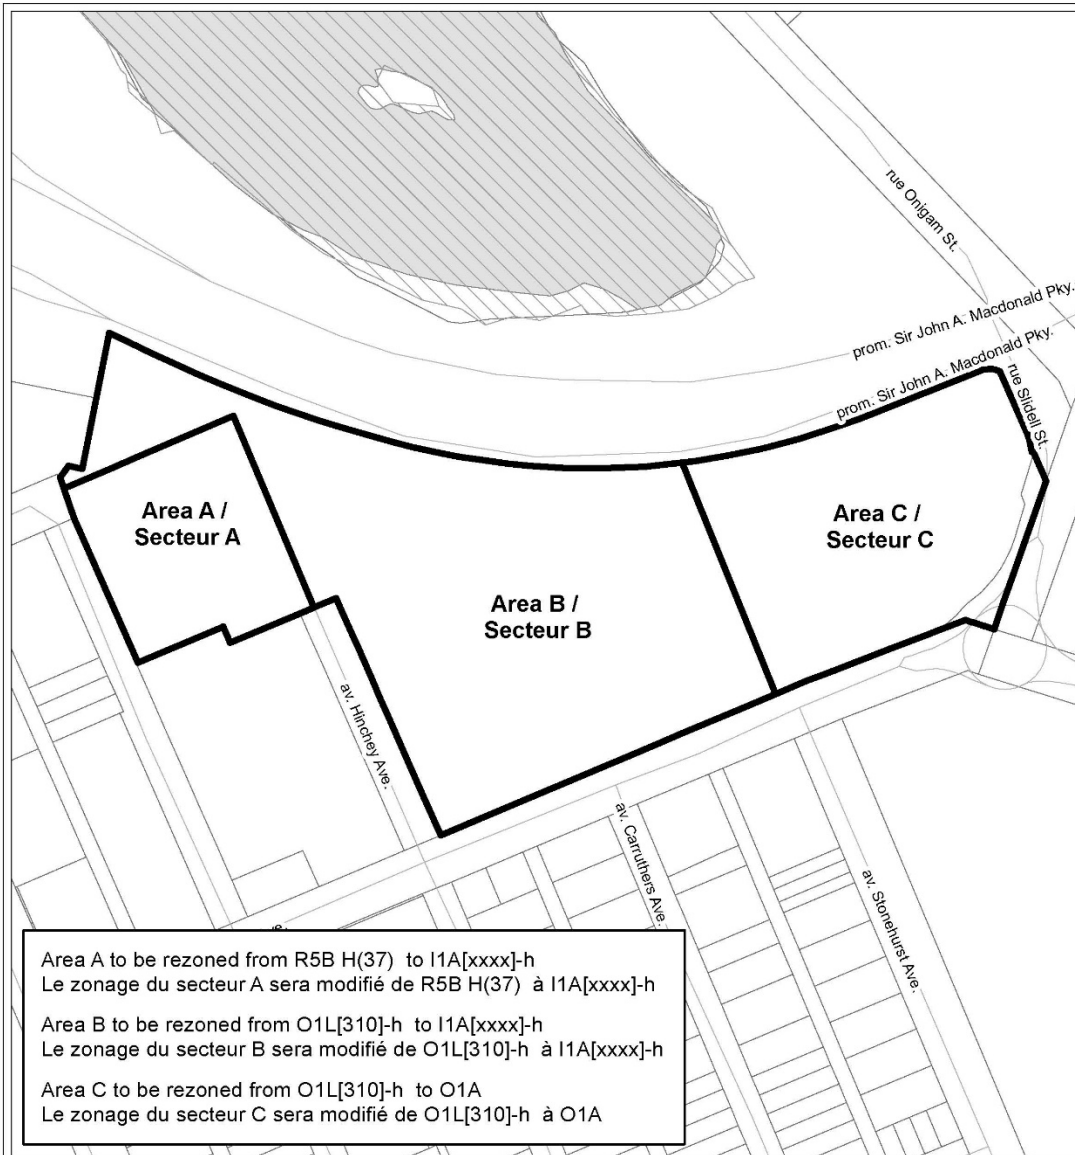 rue Onigam St.
prom. Sir John A. Macdonald Pky.
prom. Sir John A. Macdonald Pky.
rue Slidell St.
Area A /
Secteur A
Area C /
Secteur C
Area B /
Secteur B
av. Hinchey Ave.
av. Carruthers Ave.
av. Stonehurst Ave.
Area A to be rezoned from R5B H(37) to I1A[xxxx]-h
Le zonage du secteur A sera modifié de R5B H(37) à I1A[xxxx]-h
Area B to be rezoned from O1L[310]-h to I1A[xxxx]-h
Le zonage du secteur B sera modifié de O1L[310]-h à I1A[xxxx]-h
Area C to be rezoned from O1L[310]-h to O1A
Le zonage du secteur C sera modifié de O1L[310]-h à O1A